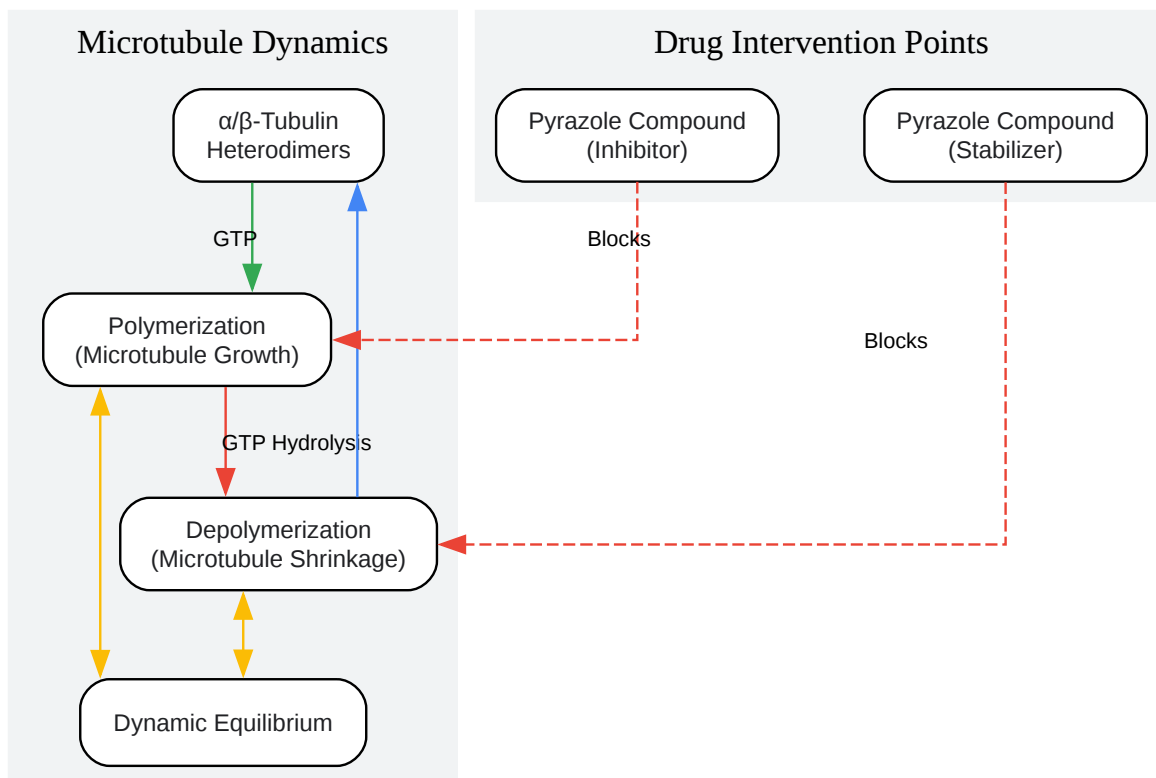 Microtubule Dynamics
Drug Intervention Points
α/β-Tubulin
Heterodimers
Pyrazole Compound
(Inhibitor)
Pyrazole Compound
(Stabilizer)
GTP
Blocks
Polymerization
(Microtubule Growth)
Blocks
GTP Hydrolysis
Depolymerization
(Microtubule Shrinkage)
Dynamic Equilibrium